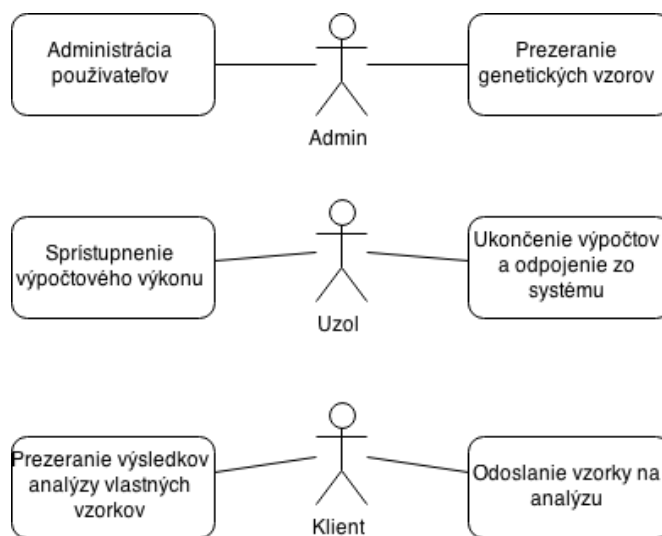 Administrácia
používateľov
Prezeranie
genetických vzorov
Admin
Sprístupnenie
výpočtového výkonu
Ukončenie výpočtov
a odpojenie zo
systému
Uzol
Prezeranie výsledkov
analýzy vlastných
vzorkov
Odoslanie vzorky na
analýzu
Klient